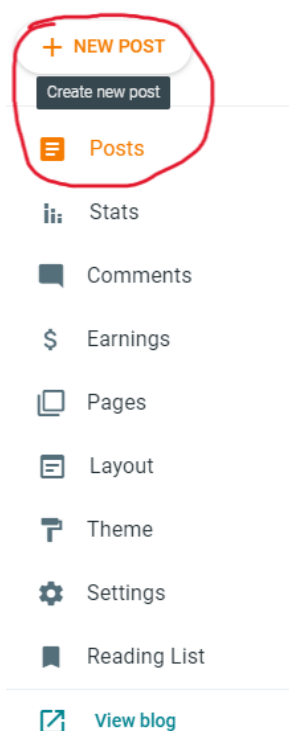 + NEW POST
Create new post
Posts
Stats
Comments
$ Earnings
Pages
Layout
Theme
Settings
Reading List
View blog